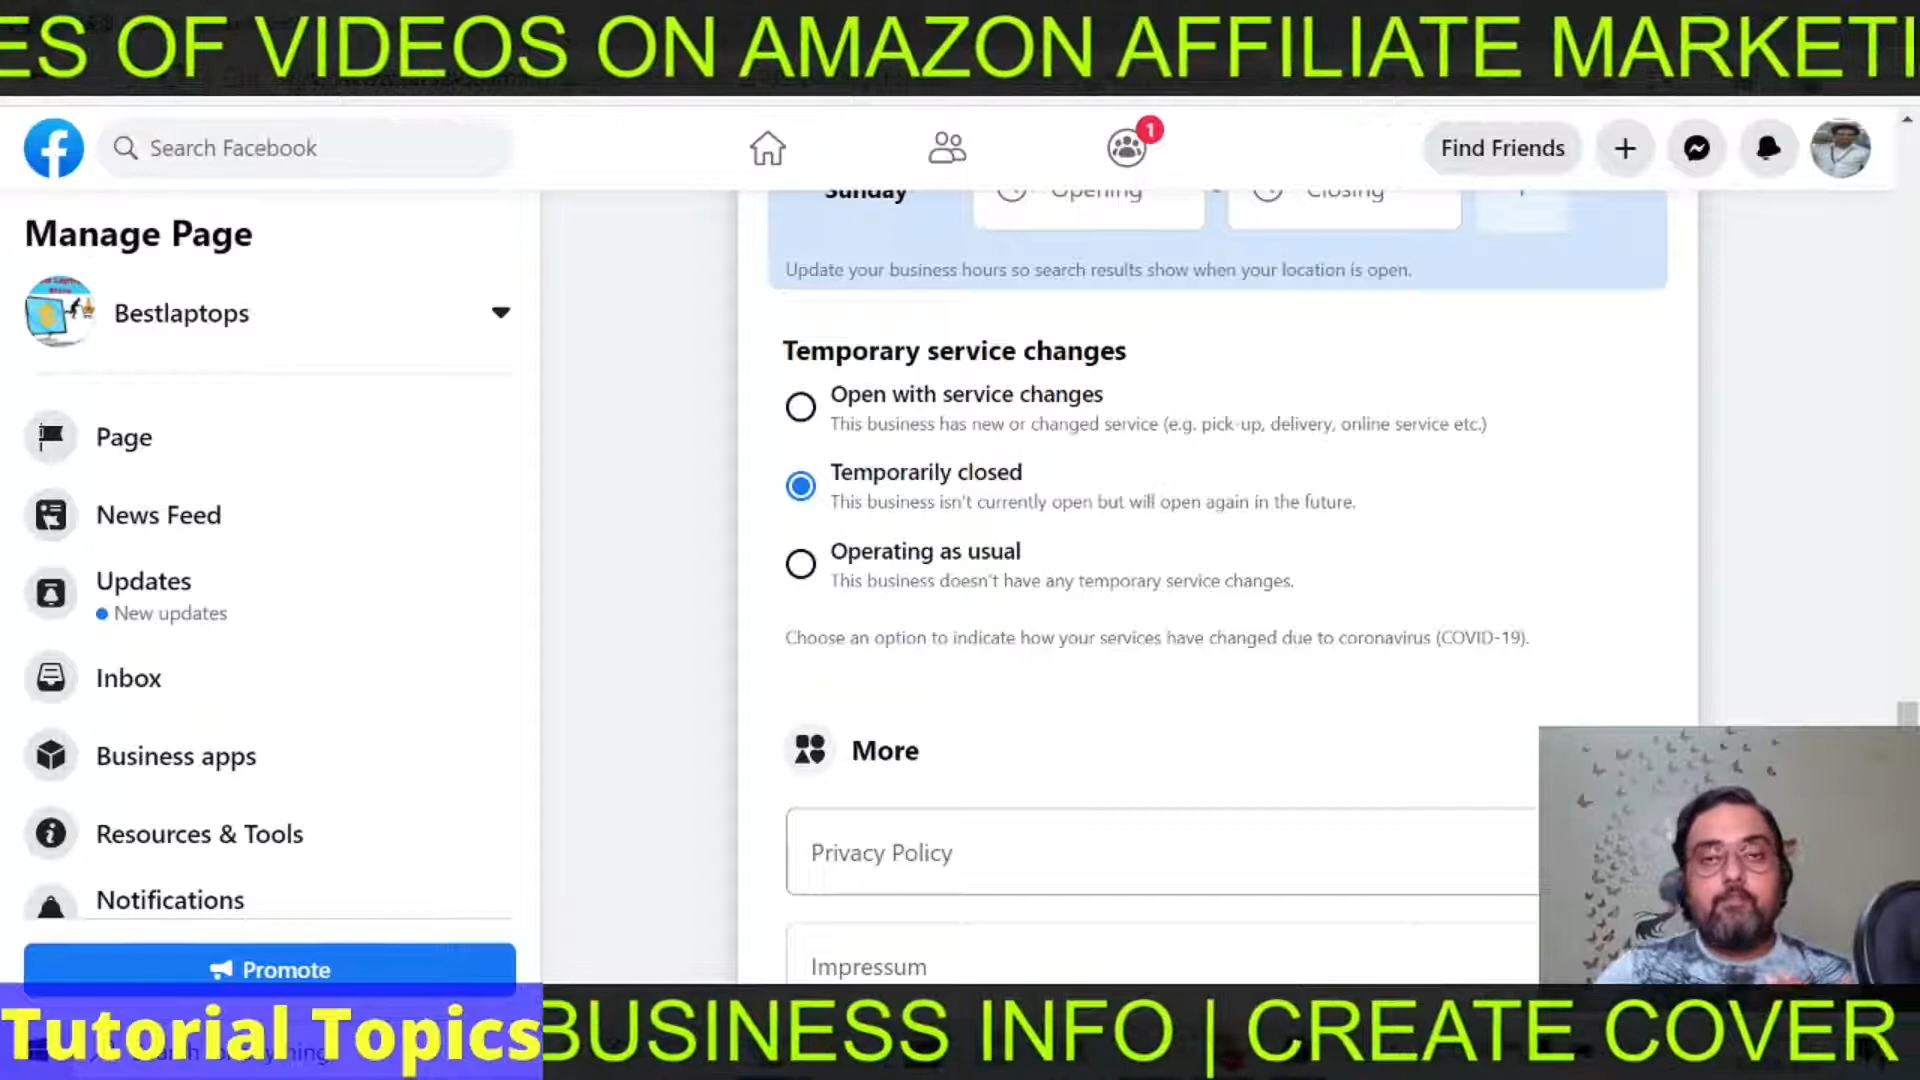 ES OF VIDEOS ON AMAZON AFFILIATE MARKETI
Search Facebook
1
Find Friends
Manage Page
Bestlaptops
Page
News Feed
Updates
New updates
Inbox
Business apps
Resources & Tools
Notifications
Promote
Sunday
Opening
Closing
Update your business hours so search results show when your location is open.
Temporary service changes
Open with service changes
This business has new or changed service (e.g. pick-up, delivery, online service etc.)
Temporarily closed
This business isn't currently open but will open again in the future.
Operating as usual
This business doesn't have any temporary service changes.
Choose an option to indicate how your services have changed due to coronavirus (COVID-19).
More
Privacy Policy
Impressum
Tutorial Topics
BUSINESS INFO | CREATE COVER